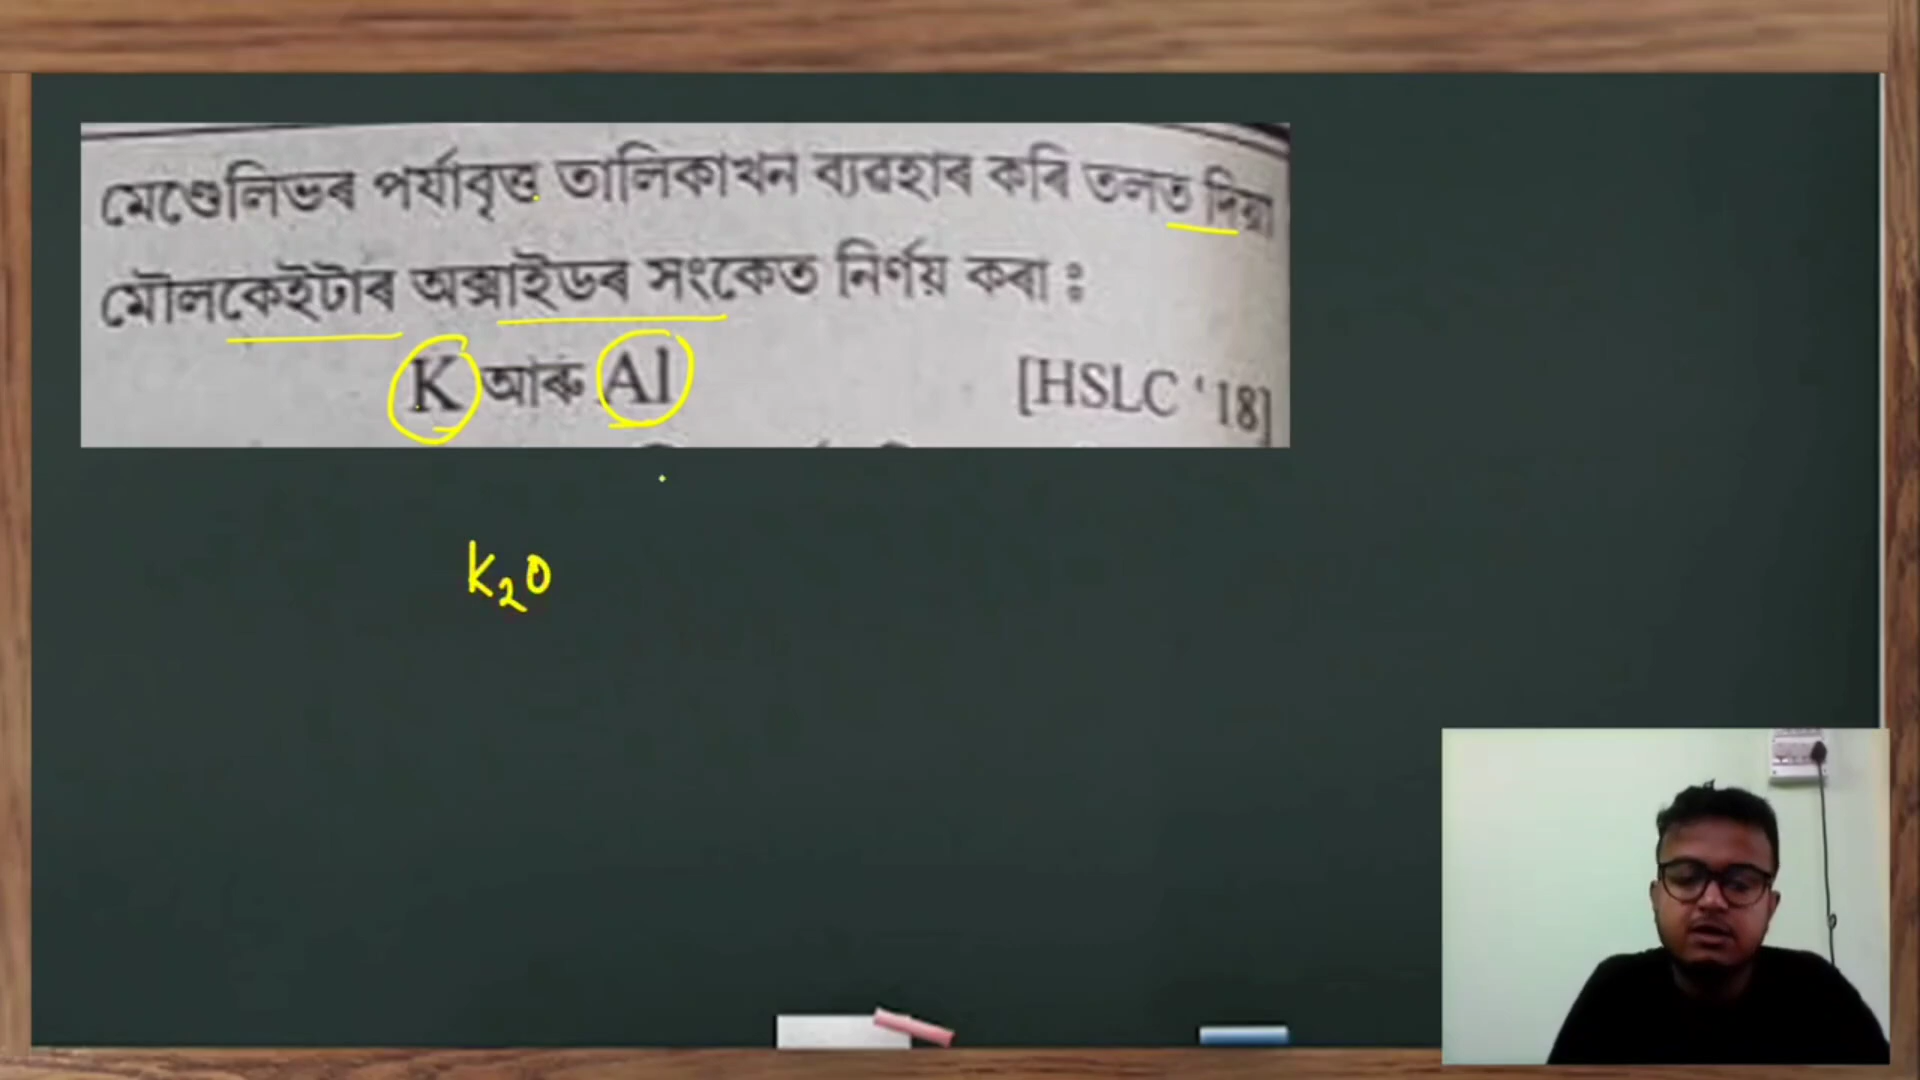 মেণ্ডেলিভৰ পৰ্যাবৃত্ত তালিকাখন ব্যৱহাৰ কৰি তলত দিয়া
মৌলকেইটাৰ অক্সাইডৰ সংকেত নিৰ্ণয় কৰা :
K আৰু Al [HSLC ‘18]
K₂O